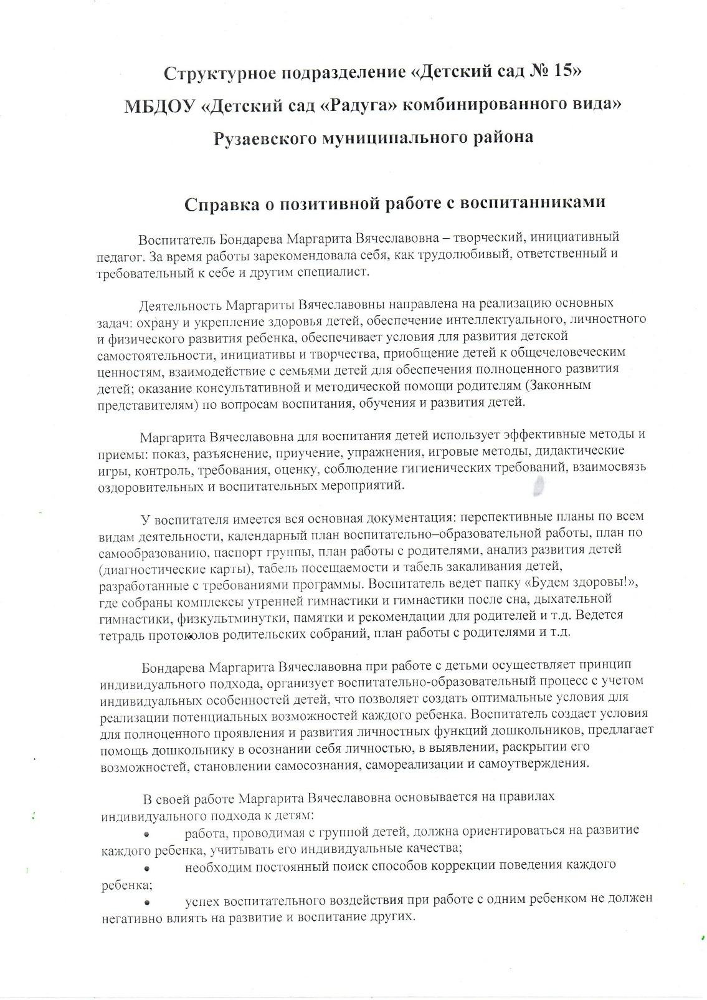 Структурное подразделение «Детский сад № 15»
МБДОУ «Детский сад «Радуга» комбинированного вида»
Рузаевского муниципального района
Справка о позитивной работе с воспитанниками
Воспитатель Бондарева Маргарита Вячеславовна – творческий, инициативный
педагог. За время работы зарекомендовала себя, как трудолюбивый, ответственный и
требовательный к себе и другим специалист.
Деятельность Маргариты Вячеславовны направлена на реализацию основных
задач: охрану и укрепление здоровья детей, обеспечение интеллектуального, личностного
и физического развития ребенка, обеспечивает условия для развития детской
самостоятельности, инициативы и творчества, приобщение детей к общечеловеческим
ценностям, взаимодействие с семьями детей для обеспечения полноценного развития
детей; оказание консультативной и методической помощи родителям (Законным
представителям) по вопросам воспитания, обучения и развития детей.
Маргарита Вячеславовна для воспитания детей использует эффективные методы и
приемы: показ, разъяснение, приучение, упражнения, игровые методы, дидактические
игры, контроль, требования, оценку, соблюдение гигиенических требований, взаимосвязь
оздоровительных и воспитательных мероприятий.
У воспитателя имеется вся основная документация: перспективные планы по всем
видам деятельности, календарный план воспитательно–образовательной работы, план по
самообразованию, паспорт группы, план работы с родителями, анализ развития детей
(диагностические карты), табель посещаемости и табель закаливания детей,
разработанные с требованиями программы. Воспитатель ведет папку «Будем здоровы!»,
где собраны комплексы утренней гимнастики и гимнастики после сна, дыхательной
гимнастики, физкультминутки, памятки и рекомендации для родителей и т.д. Ведется
тетрадь протоколов родительских собраний, план работы с родителями и т.д.
Бондарева Маргарита Вячеславовна при работе с детьми осуществляет принцип
индивидуального подхода, организует воспитательно-образовательный процесс с учетом
индивидуальных особенностей детей, что позволяет создать оптимальные условия для
реализации потенциальных возможностей каждого ребенка. Воспитатель создает условия
для полноценного проявления и развития личностных функций дошкольников, предлагает
помощь дошкольнику в осознании себя личностью, в выявлении, раскрытии его
возможностей, становлении самосознания, самореализации и самоутверждения.
В своей работе Маргарита Вячеславовна основывается на правилах
индивидуального подхода к детям:
• работа, проводимая с группой детей, должна ориентироваться на развитие
каждого ребенка, учитывать его индивидуальные качества;
• необходим постоянный поиск способов коррекции поведения каждого
ребенка;
• успех воспитательного воздействия при работе с одним ребенком не должен
негативно влиять на развитие и воспитание других.